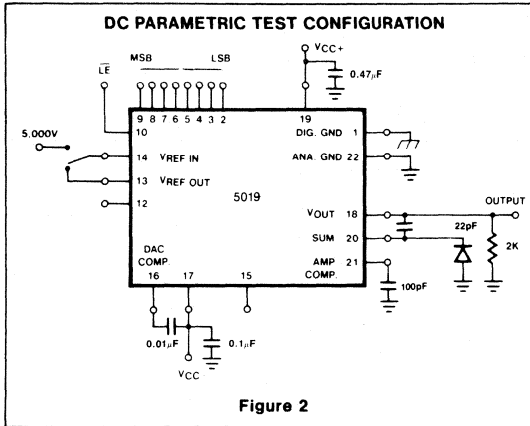 DC PARAMETRIC TEST CONFIGURATION
VCC+
MSB LSB
LE
0.47μF
9 8 7 6 5 4 3 2
19
10
DIG. GND 1
5.000V
14 VREF IN
ANA. GND 22
13 VREF OUT
5019
12
VOUT 18
OUTPUT
22pF
SUM 20
2K
DAC COMP.
AMP COMP. 21
16 17 15
100pF
0.01μF
0.1μF
VCC
Figure 2